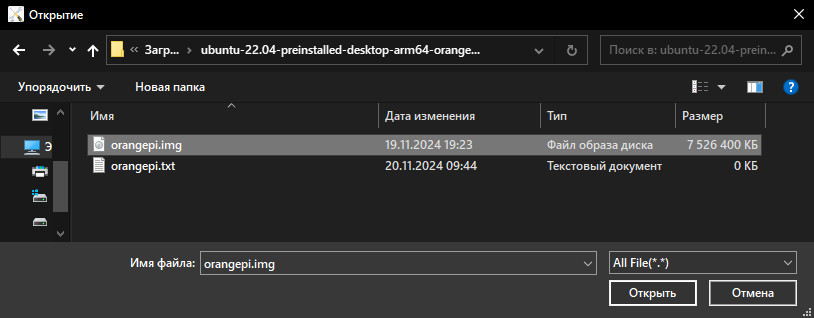 Открытие
Загр... ubuntu-22.04-preinstalled-desktop-arm64-orange... Поиск в: ubuntu-22.04-prein...
Упорядочить Новая папка
Имя Дата изменения Тип Размер
orangepi.img 19.11.2024 19:23 Файл образа диска 7 526 400 КБ
orangepi.txt 20.11.2024 09:44 Текстовый документ 0 КБ
Э
Имя файла: orangepi.img All File(*.*)
Открыть Отмена